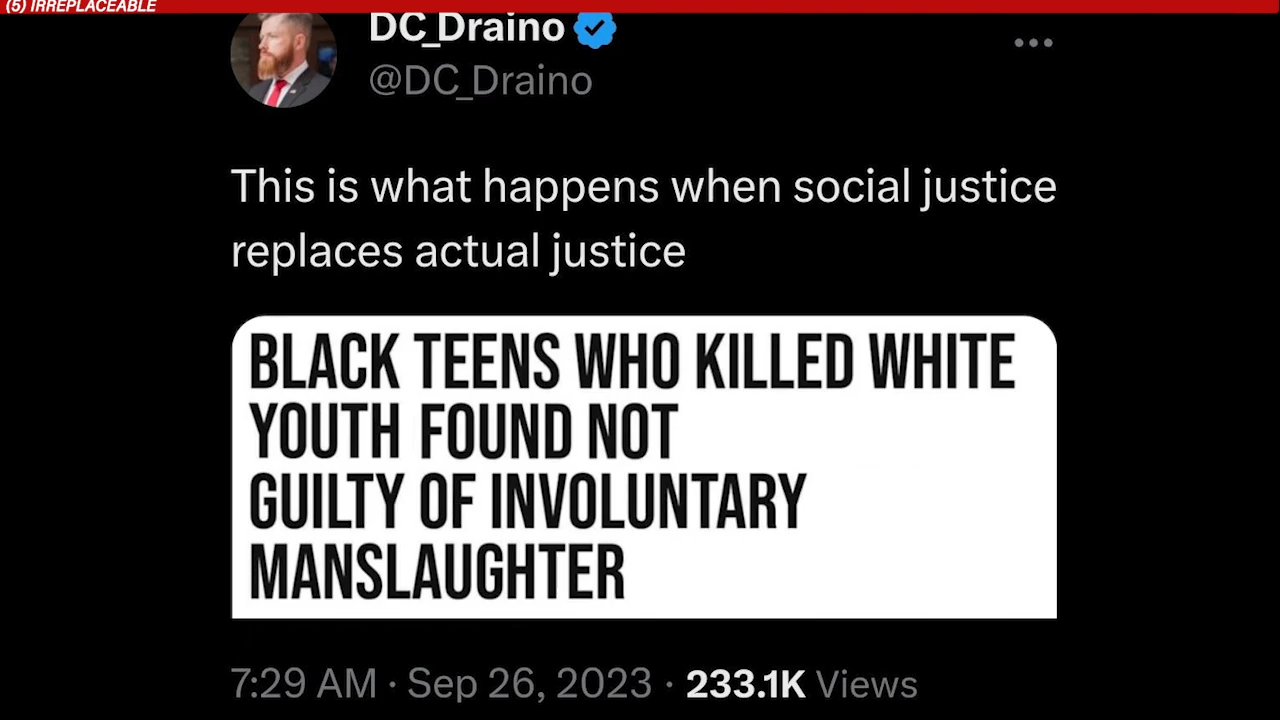 (5) IRREPLACEABLE
DC_Draino
@DC_Draino
This is what happens when social justice
replaces actual justice
BLACK TEENS WHO KILLED WHITE
YOUTH FOUND NOT
GUILTY OF INVOLUNTARY
MANSLAUGHTER
7:29 AM · Sep 26, 2023 · 233.1K Views